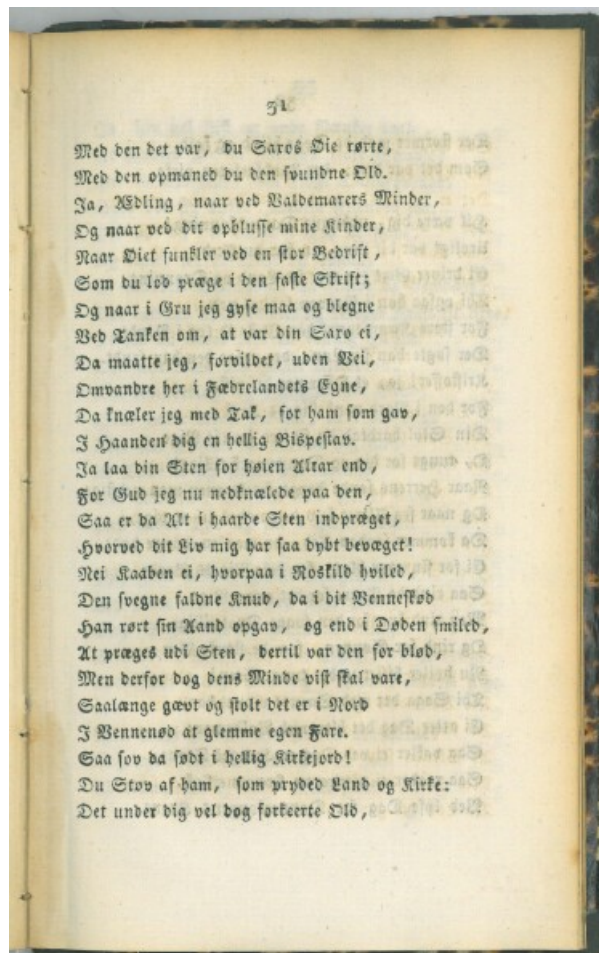 31
Med den det var, du Saxos Øie rørte,
Med den opmaned du den svundne Old.
Ja, Ædling, naar ved Valdemarers Minder,
Og naar ved dit opblusse mine Kinder,
Naar Øiet funkler ved en stor Bedrift,
Som du lod præge i den faste Skrift;
Og naar i Gru jeg gyse maa og blegne
Ved Tanken om, at var din Saxo ei,
Da maatte jeg, forvildet, uden Vei,
Omvandre her i Fædrelandets Egne,
Da knæler jeg med Tak, for ham som gav,
I Haanden dig en hellig Bispestav.
Ja laa din Sten for høien Altar end,
For Gud jeg nu nedknælede paa den,
Saa er da Alt i haarde Sten indpræget,
Hvorved dit Liv mig har saa dybt bevæget!
Nei Kaaben ei, hvorpaa i Roskild hviled,
Den svegne faldne Knud, da i dit Venneskød
Han rørt sin Aand opgav, og end i Døden smiled,
At præges udi Sten, dertil var den for blød,
Men derfor dog dens Minde vist skal vare,
Saalænge gævt og stolt det er i Nord
I Vennenød at glemme egen Fare.
Saa sov da sødt i hellig Kirkejord!
Du Støv af ham, som pryded Land og Kirke:
Det under dig vel dog forkeerte Old,